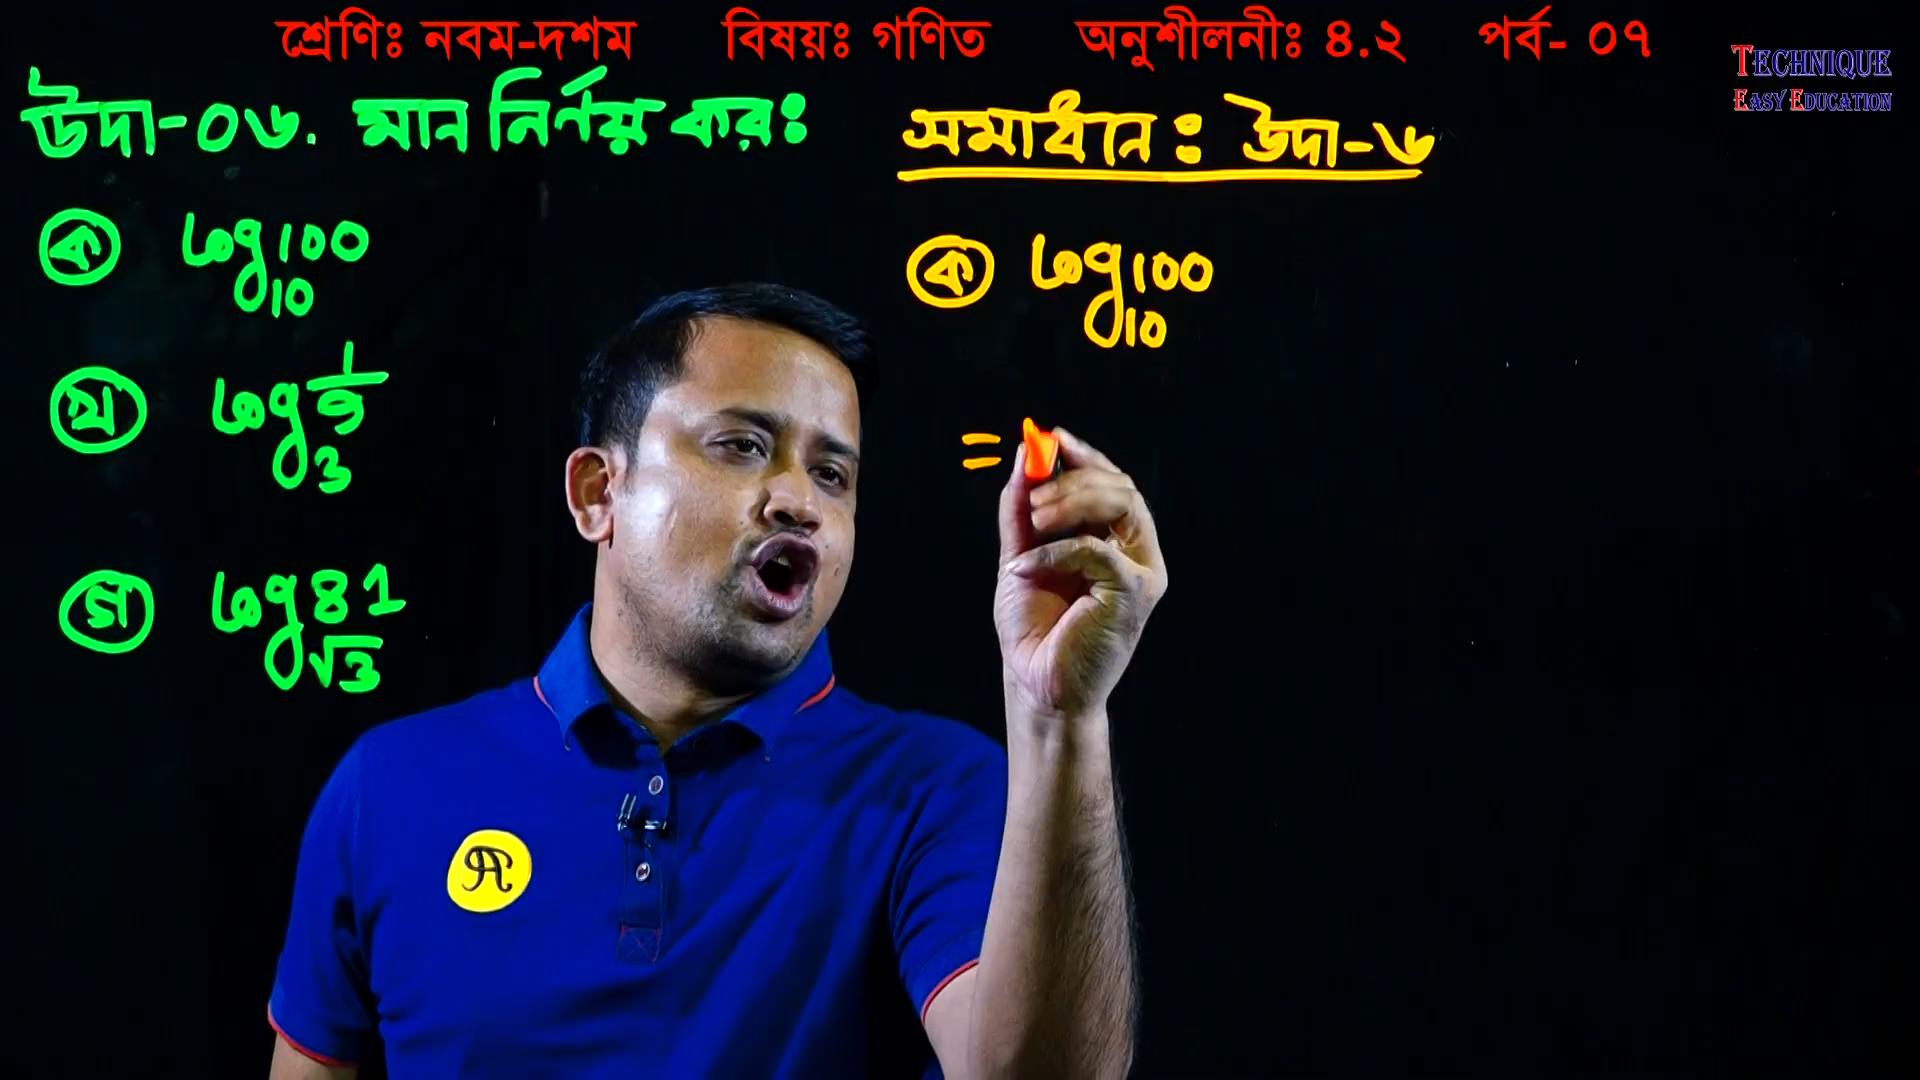 শ্রেণিঃ নবম-দশম বিষয়ঃ গণিত অনুশীলনীঃ ৪.২ পর্ব- ০৭
TECHNIQUE
EASY EDUCATION
উদা-০৬. মান নির্ণয় করঃ
ক log₁₀100
খ log₃ 1/9
গ log√3 81
সমাধান : উদা-৬
ক log₁₀100
=